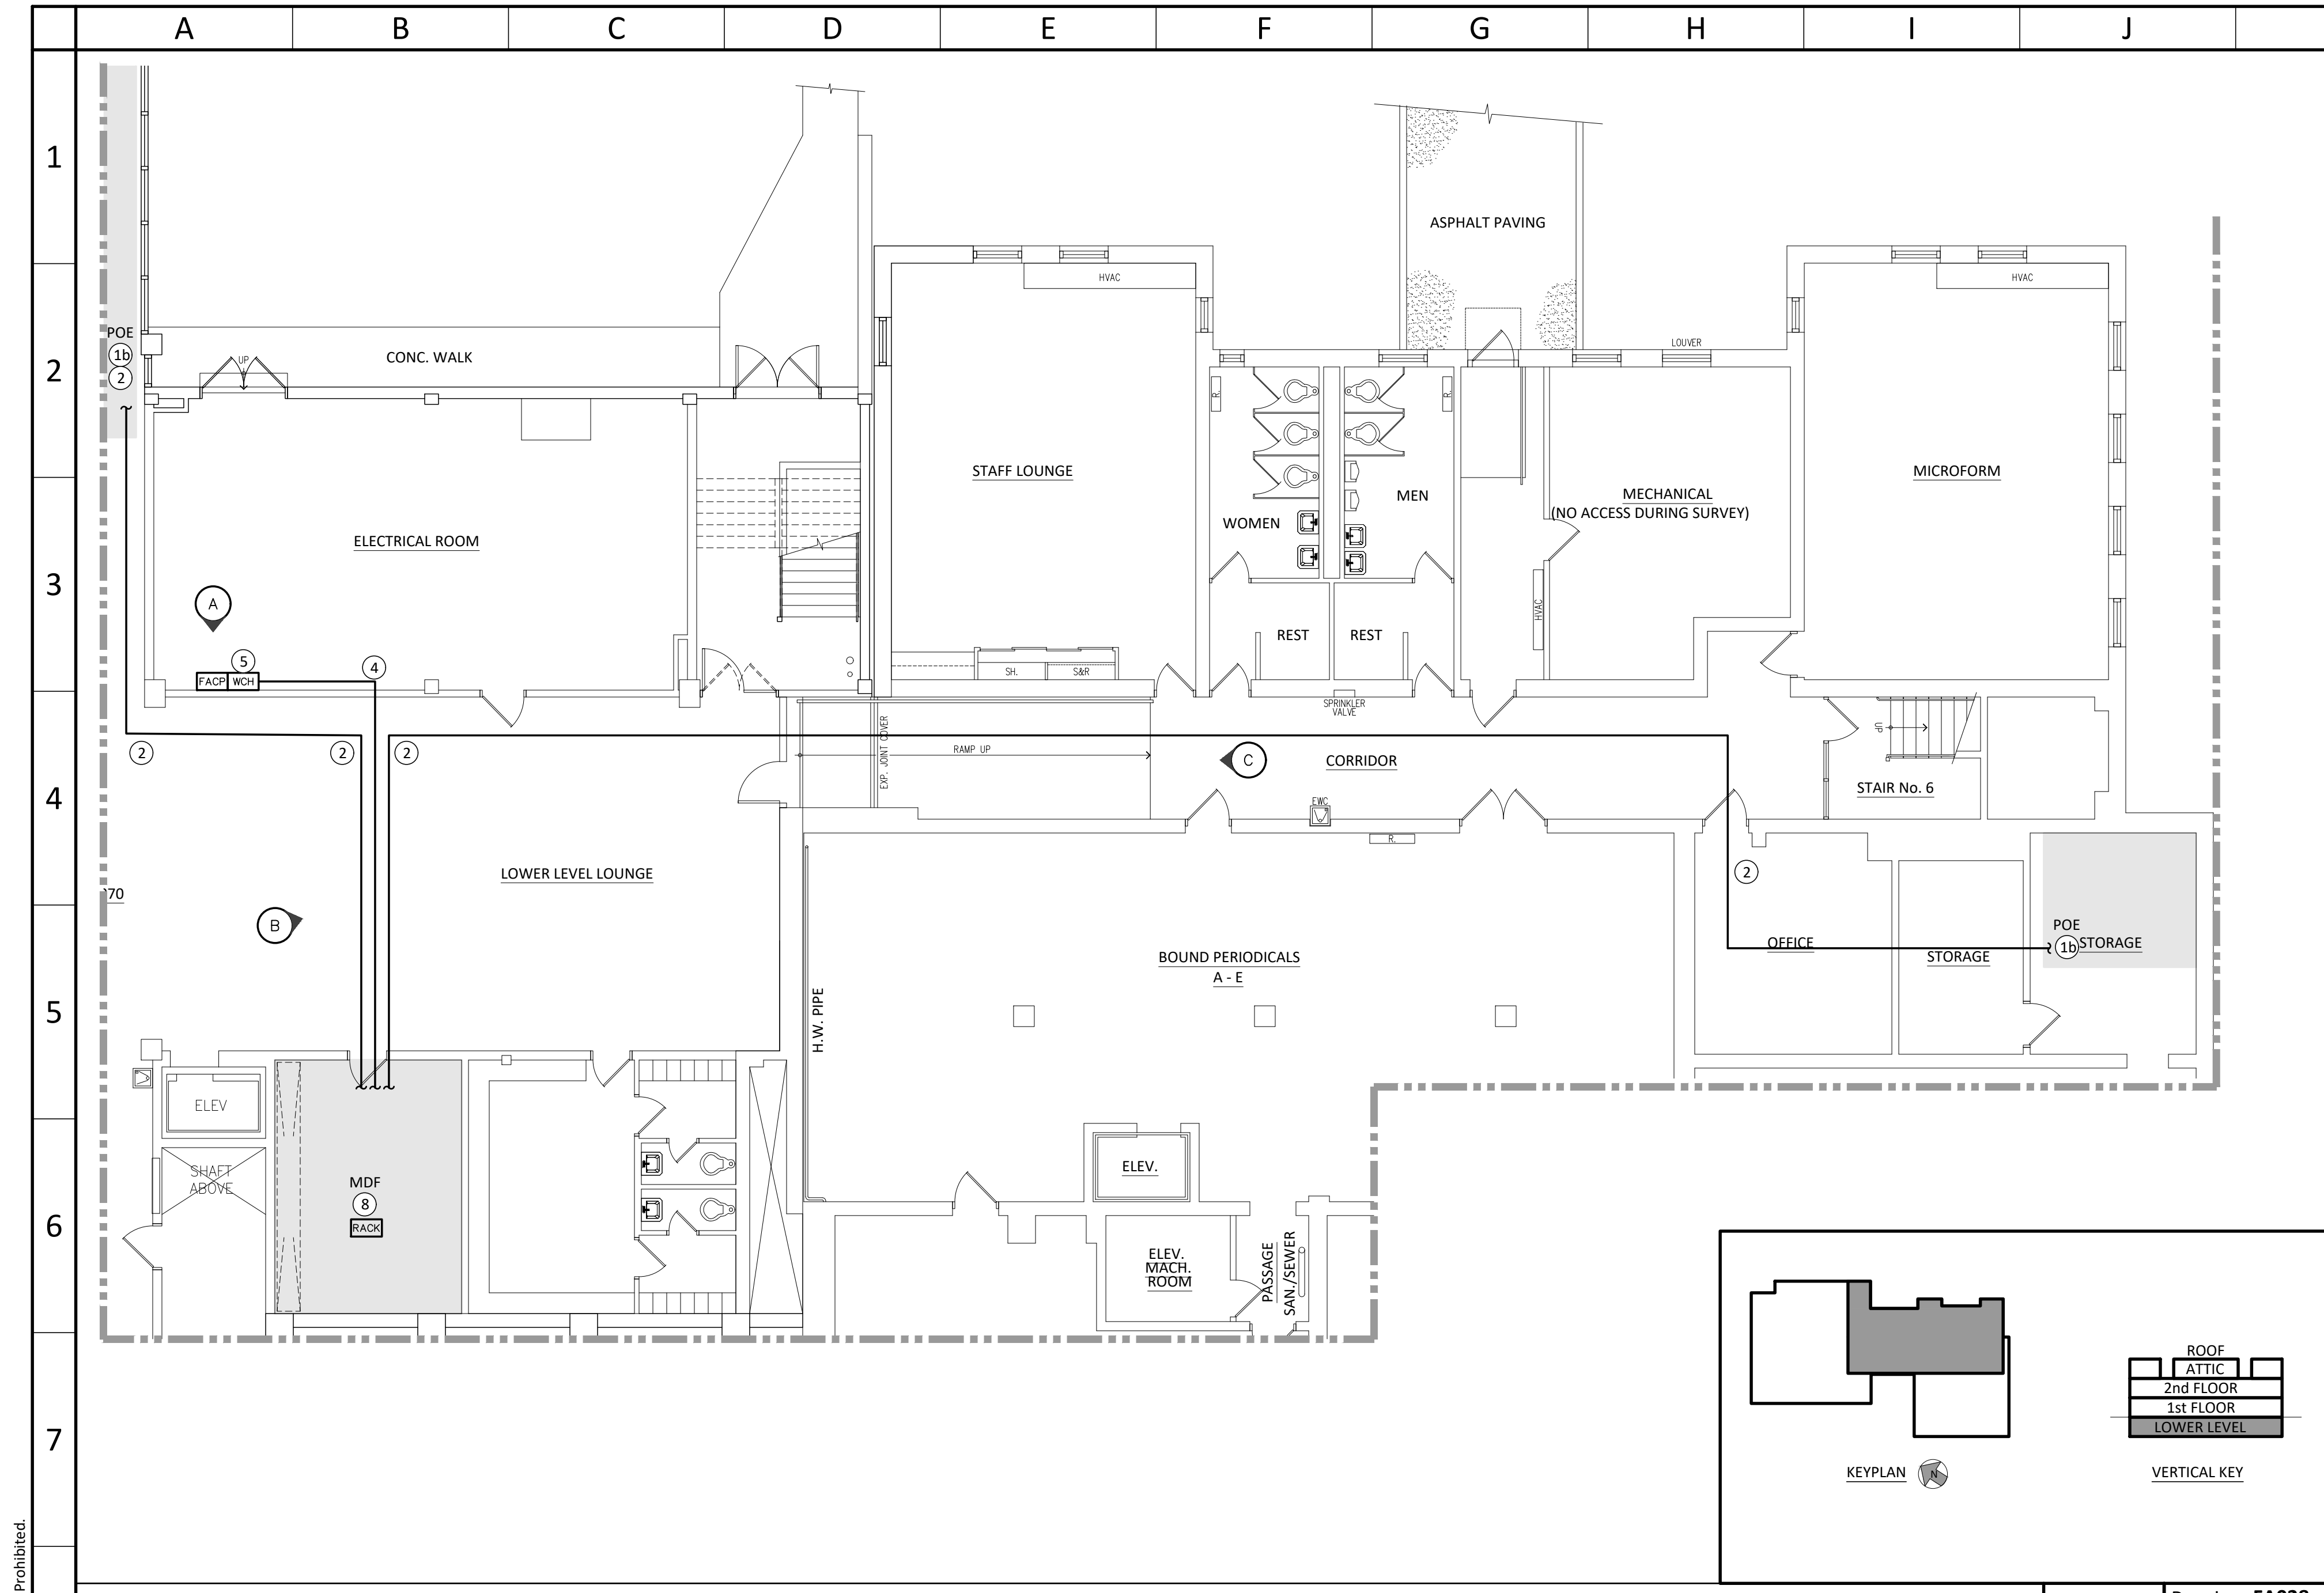 A B C D E F G H I J
1
ASPHALT PAVING
HVAC
HVAC
POE
1b
2
2
UP
CONC. WALK
LOUVER
R.
R.
STAFF LOUNGE
MICROFORM
MEN
MECHANICAL
(NO ACCESS DURING SURVEY)
WOMEN
ELECTRICAL ROOM
3
A
HVAC
REST
REST
5
4
FACP WCH
SH.
S&R
SPRINKLER
VALVE
UP
2
2
2
EXP. JOINT COVER
RAMP UP
C
CORRIDOR
4
STAIR No. 6
EWC
R.
LOWER LEVEL LOUNGE
2
70
B
POE
1b
STORAGE
OFFICE
STORAGE
BOUND PERIODICALS
A - E
5
H.W. PIPE
ELEV
SHAFT
ABOVE
MDF
8
RACK
6
ELEV.
ELEV.
MACH.
ROOM
PASSAGE
SAN./SEWER
ROOF
ATTIC
2nd FLOOR
1st FLOOR
LOWER LEVEL
7
KEYPLAN
N
VERTICAL KEY
Prohibited.